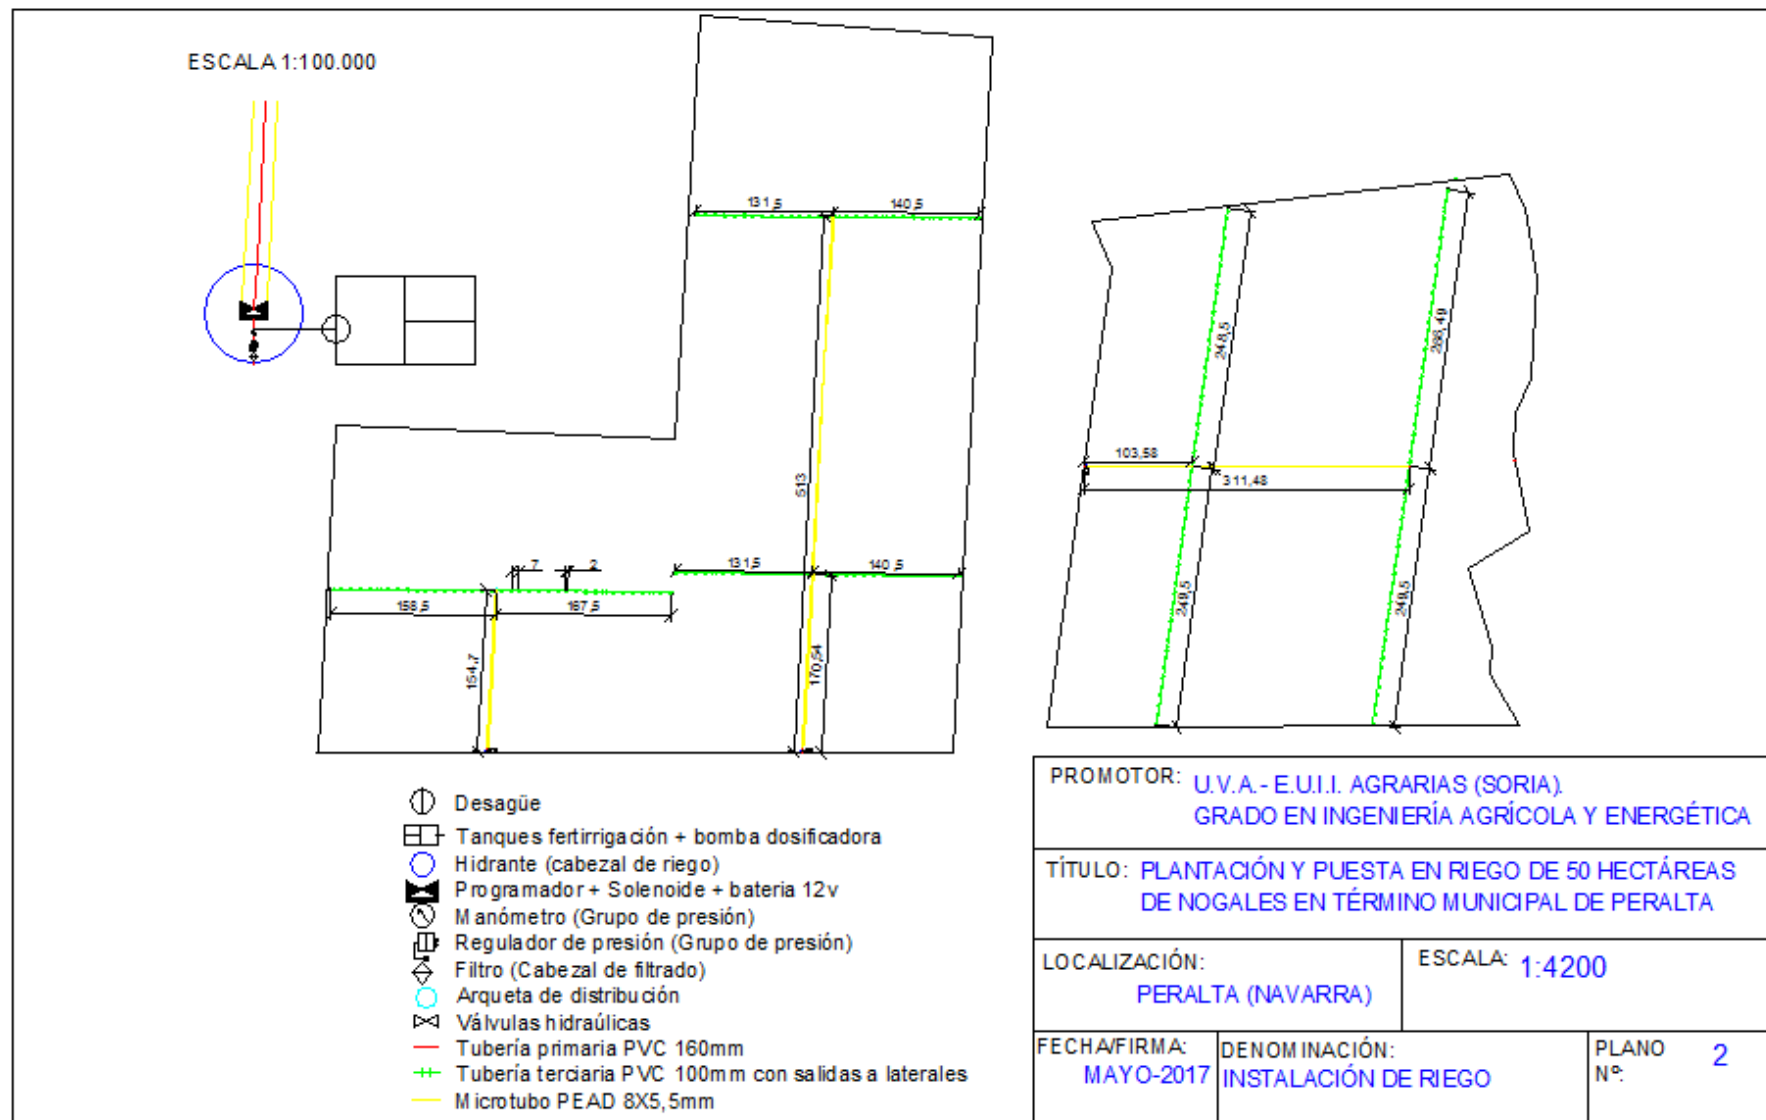 ESCALA 1:100.000
131,5
140,5
513
131,5
140,5
7
2
158,5
167,5
154,7
170,54
248,5
286,49
103,58
311,48
249,5
249,5
Desagüe
Tanques fertirrigación + bomba dosificadora
Hidrante (cabezal de riego)
Programador + Solenoide + bateria 12v
Manómetro (Grupo de presión)
Regulador de presión (Grupo de presión)
Filtro (Cabezal de filtrado)
Arqueta de distribución
Válvulas hidraúlicas
Tubería primaria PVC 160mm
Tubería terciaria PVC 100mm con salidas a laterales
Microtubo PEAD 8X5,5mm
PROMOTOR: U.V.A.- E.U.I.I. AGRARIAS (SORIA).
GRADO EN INGENIERÍA AGRÍCOLA Y ENERGÉTICA
TÍTULO: PLANTACIÓN Y PUESTA EN RIEGO DE 50 HECTÁREAS
DE NOGALES EN TÉRMINO MUNICIPAL DE PERALTA
LOCALIZACIÓN:
PERALTA (NAVARRA)
ESCALA: 1:4200
FECHA/FIRMA:
MAYO-2017
DENOMINACIÓN:
INSTALACIÓN DE RIEGO
PLANO
Nº: 2